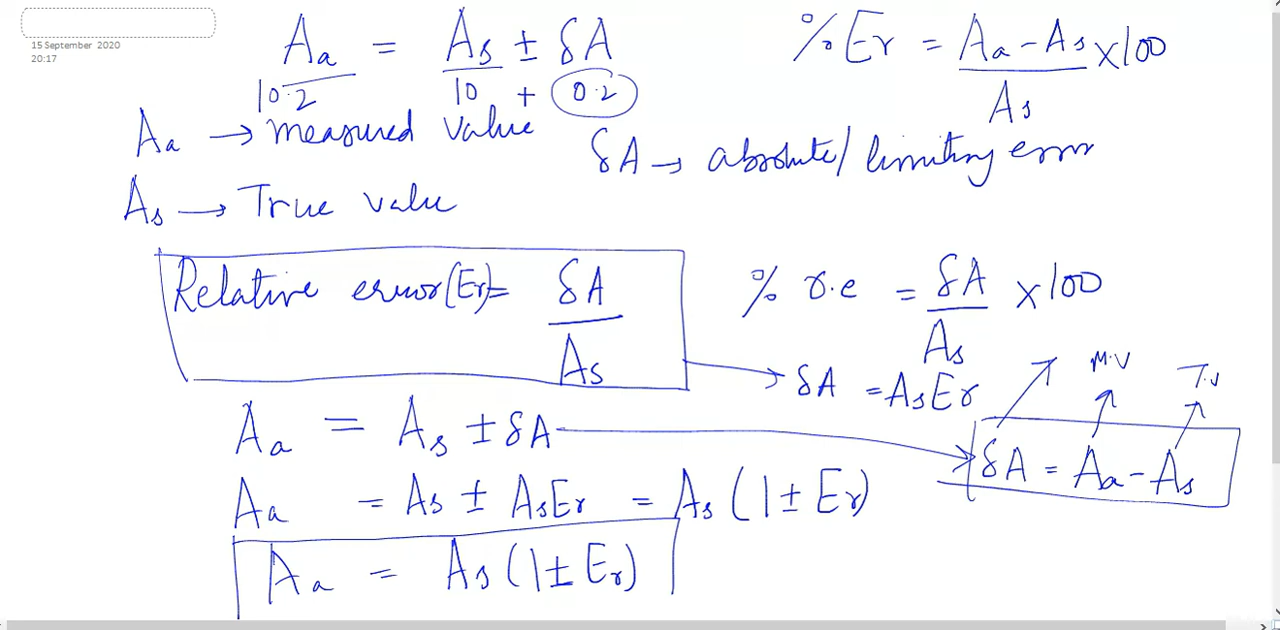 15 September 2020
20:17
Aa = As ± δA
10.2 10 + 0.2
%Er = Aa - As / As ×100
Aa → measured value
δA → absolute/limiting error
As → True value
Relative error(Er)= δA / As
% r.e = δA / As ×100
→ δA = AsEr
M.V
T.V
Aa = As ± δA
δA = Aa - As
Aa = As ± AsEr = As (1 ± Er)
Aa = As (1 ± Er)